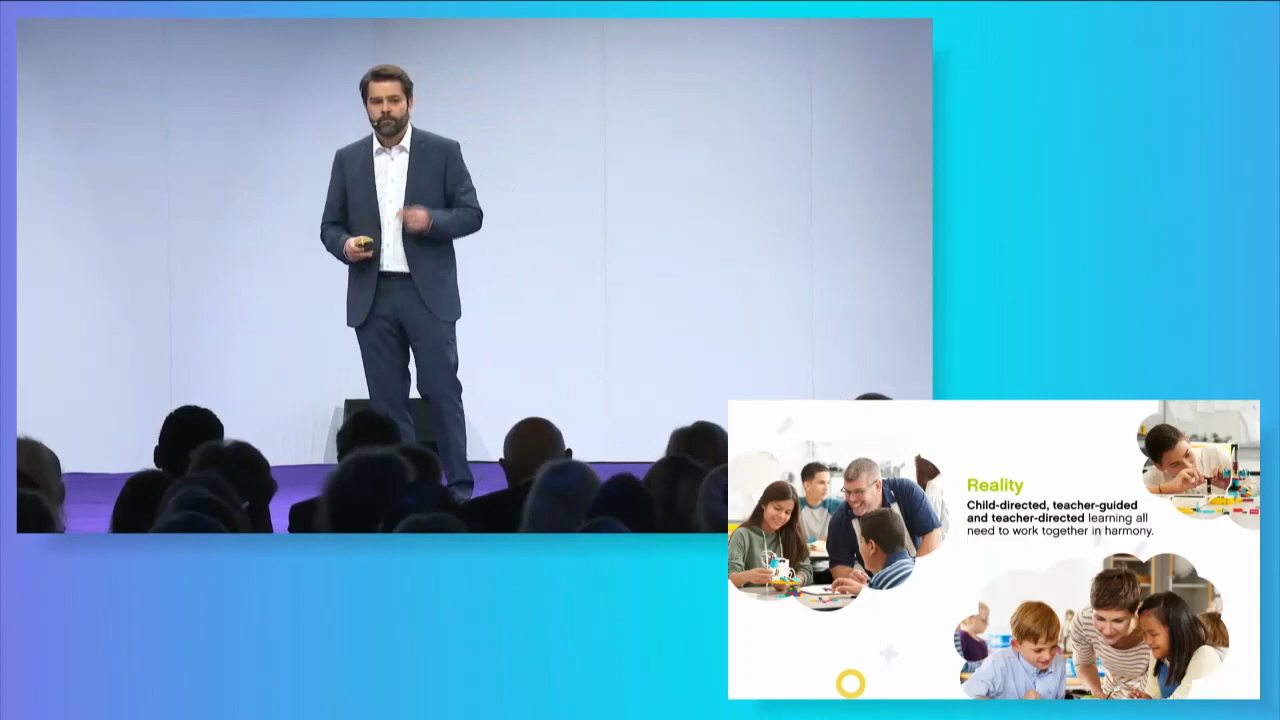 Reality
Child-directed, teacher-guided
and teacher-directed learning all
need to work together in harmony.